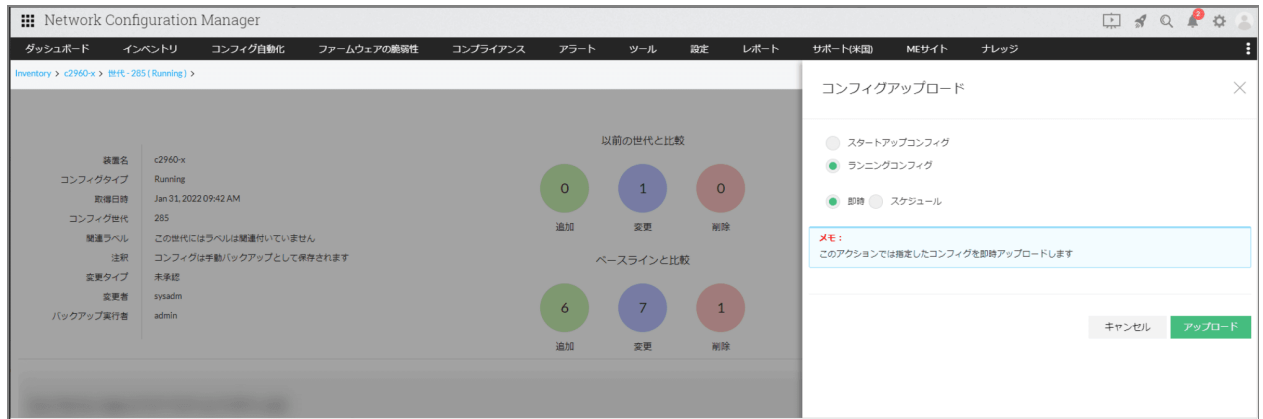 Network Configuration Manager
2
ダッシュボード インベントリ コンフィグ自動化 ファームウェアの脆弱性 コンプライアンス アラート ツール 設定 レポート サポート(米国) MEサイト ナレッジ
Inventory > c2960-x > 世代 - 285 ( Running ) >
装置名 c2960-x
コンフィグタイプ Running
取得日時 Jan 31, 2022 09:42 AM
コンフィグ世代 285
関連ラベル この世代にはラベルは関連付いていません
注釈 コンフィグは手動バックアップとして保存されます
変更タイプ 未承認
変更者 sysadm
バックアップ実行者 admin
以前の世代と比較
0 1 0
追加 変更 削除
ベースラインと比較
6 7 1
追加 変更 削除
コンフィグアップロード
スタートアップコンフィグ
ランニングコンフィグ
即時 スケジュール
メモ：
このアクションでは指定したコンフィグを即時アップロードします
キャンセル アップロード